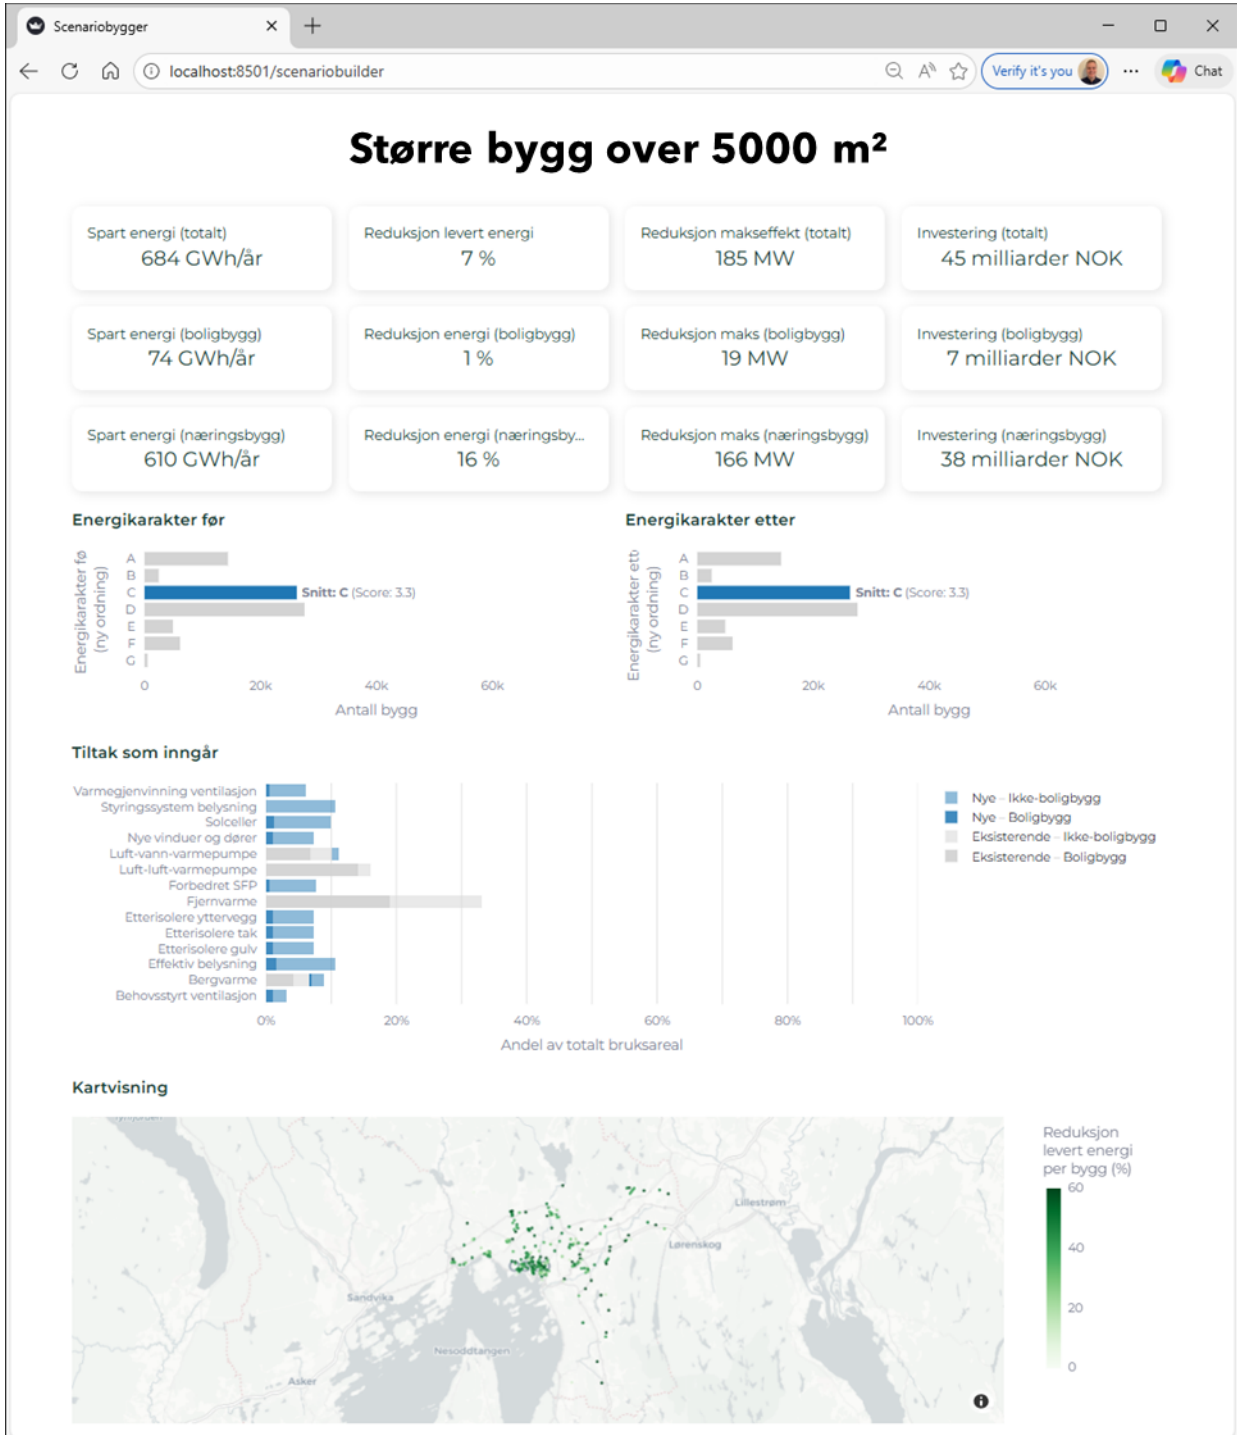 Scenariobygger
localhost:8501/scenariobuilder
Verify it's you
Chat
Større bygg over 5000 m²
Spart energi (totalt)
684 GWh/år
Reduksjon levert energi
7 %
Reduksjon makseffekt (totalt)
185 MW
Investering (totalt)
45 milliarder NOK
Spart energi (boligbygg)
74 GWh/år
Reduksjon energi (boligbygg)
1 %
Reduksjon maks (boligbygg)
19 MW
Investering (boligbygg)
7 milliarder NOK
Spart energi (næringsbygg)
610 GWh/år
Reduksjon energi (næringsby...
16 %
Reduksjon maks (næringsbygg)
166 MW
Investering (næringsbygg)
38 milliarder NOK
Energikarakter før
Energikarakter fø
(ny ordning)
A
B
C
D
E
F
G
Snitt: C (Score: 3.3)
0 20k 40k 60k
Antall bygg
Energikarakter etter
Energikarakter ett
(ny ordning)
A
B
C
D
E
F
G
Snitt: C (Score: 3.3)
0 20k 40k 60k
Antall bygg
Tiltak som inngår
Varmegjenvinning ventilasjon
Styringssystem belysning
Solceller
Nye vinduer og dører
Luft-vann-varmepumpe
Luft-luft-varmepumpe
Forbedret SFP
Fjernvarme
Etterisolere yttervegg
Etterisolere tak
Etterisolere gulv
Effektiv belysning
Bergvarme
Behovsstyrt ventilasjon
0% 20% 40% 60% 80% 100%
Andel av totalt bruksareal
Nye – Ikke-boligbygg
Nye – Boligbygg
Eksisterende – Ikke-boligbygg
Eksisterende – Boligbygg
Kartvisning
Lillestrøm
Lørenskog
Sandvika
Nesoddtangen
Asker
Reduksjon
levert energi
per bygg (%)
60
40
20
0